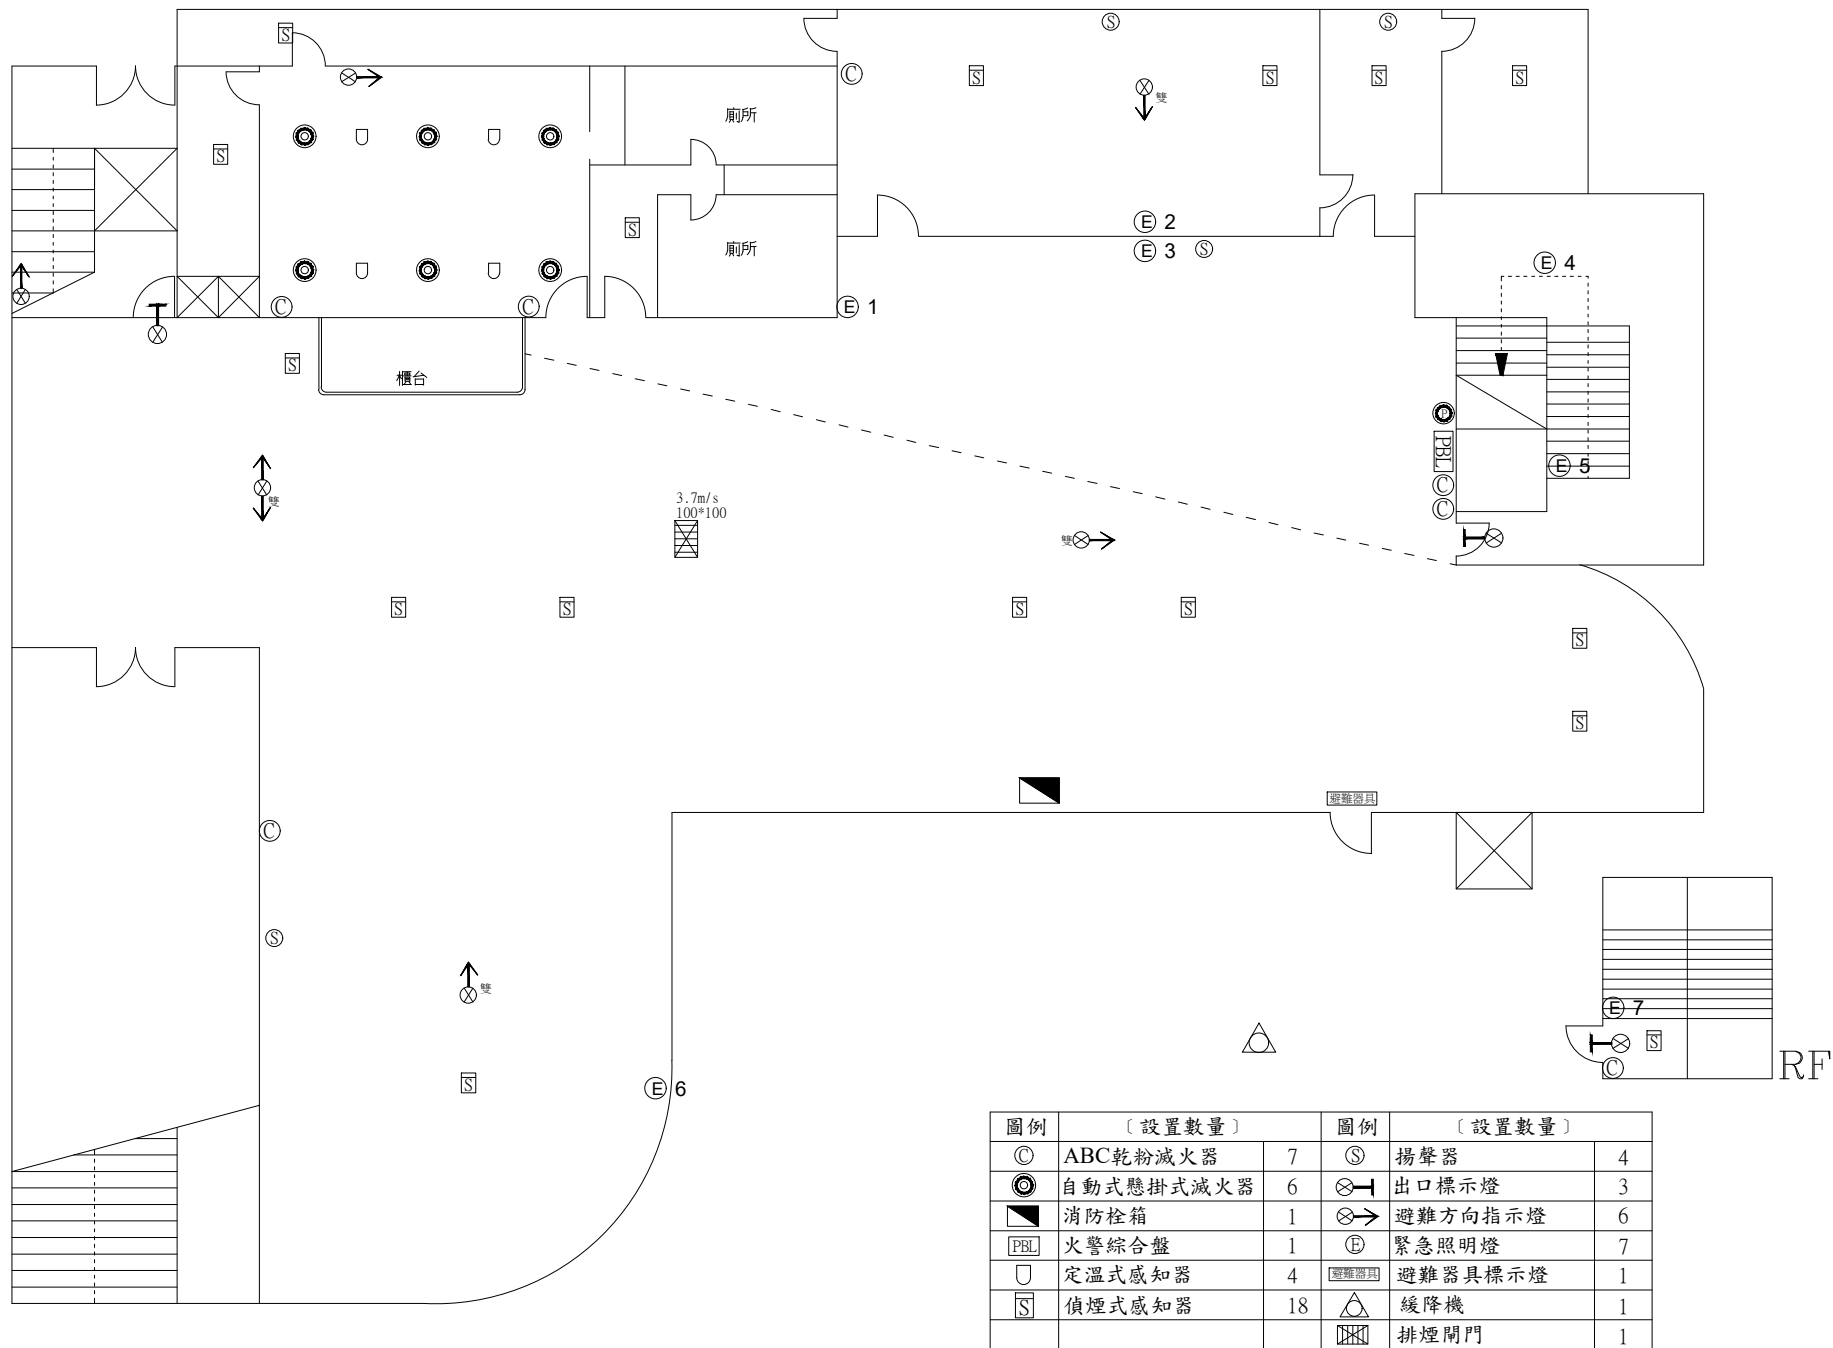 S
S
S
C
S
S
S
S
雙
廁所
S
E 2
S
廁所
E 3
S
E 4
C
C
E 1
S
櫃台
P
PBL
E 5
C
雙
3.7m/s
C
100*100
雙
S
S
S
S
S
S
避難器具
C
S
雙
E 7
S
C
RF
S
E 6
圖例 〔設置數量〕 圖例 〔設置數量〕
C ABC乾粉滅火器 7 S 揚聲器 4
自動式懸掛式滅火器 6 出口標示燈 3
消防栓箱 1 避難方向指示燈 6
PBL 火警綜合盤 1 E 緊急照明燈 7
定溫式感知器 4 避難器具 避難器具標示燈 1
S 偵煙式感知器 18 緩降機 1
排煙閘門 1